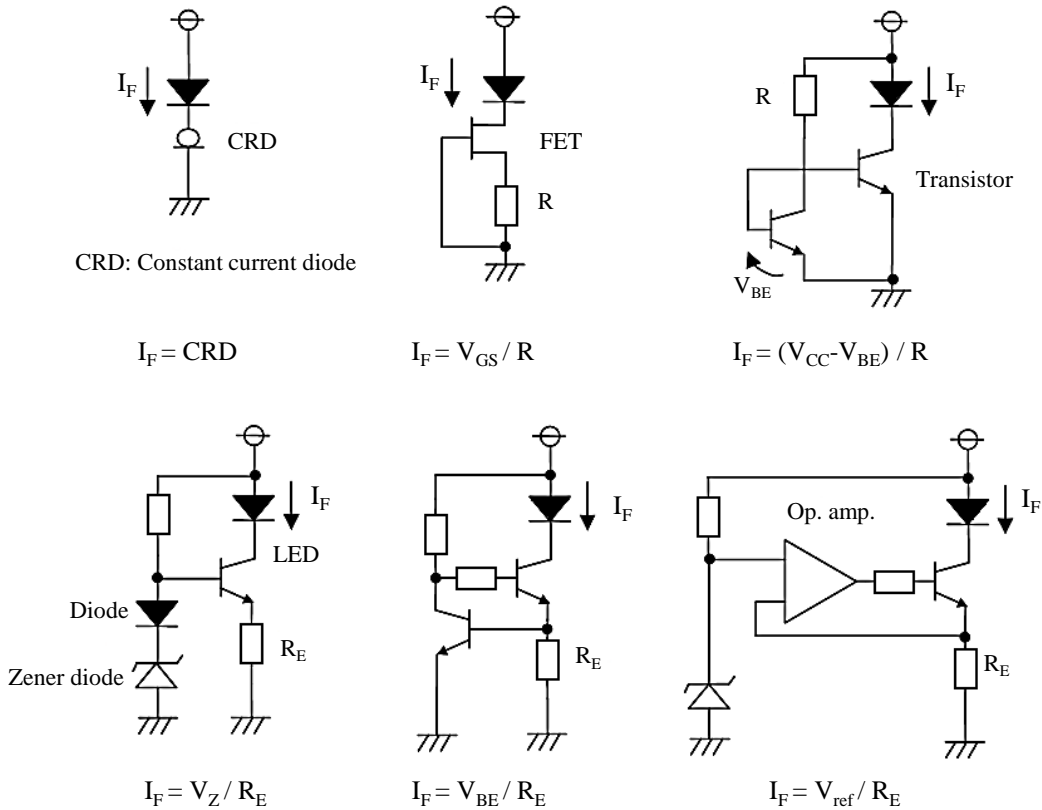 I_F
CRD
CRD: Constant current diode
I_F = CRD
I_F
FET
R
I_F = V_GS / R
R
I_F
Transistor
V_BE
I_F = (V_CC-V_BE) / R
I_F
LED
Diode
Zener diode
R_E
I_F = V_Z / R_E
I_F
R_E
I_F = V_BE / R_E
Op. amp.
I_F
R_E
I_F = V_ref / R_E